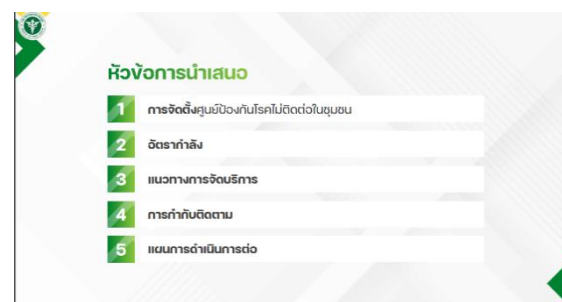 หัวข้อการนำเสนอ
1 การจัดตั้งศูนย์ป้องกันโรคไม่ติดต่อในชุมชน
2 อัตรากำลัง
3 แนวทางการจัดบริการ
4 การกำกับติดตาม
5 แผนการดำเนินการต่อ